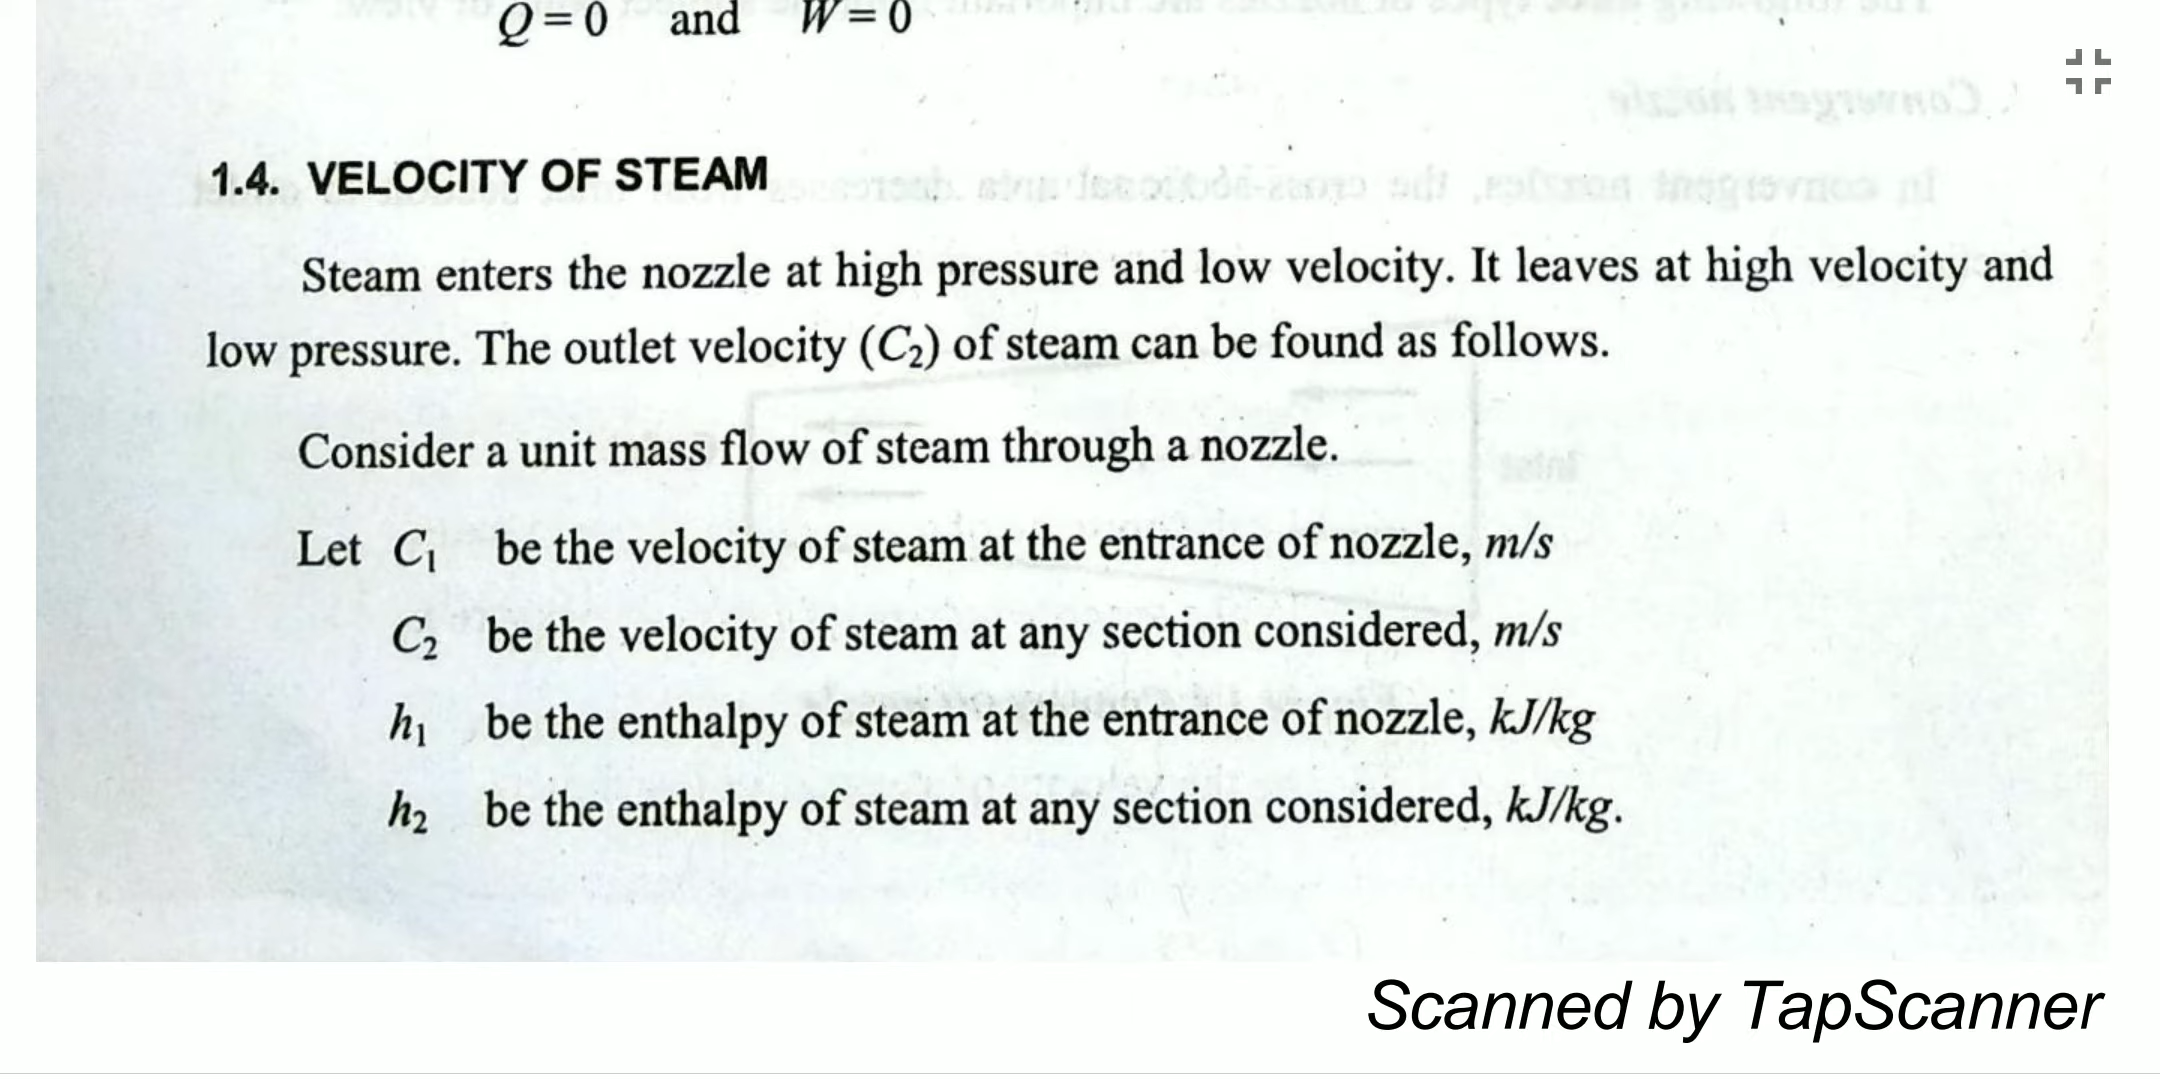 Q = 0 and W = 0
1.4. VELOCITY OF STEAM
Steam enters the nozzle at high pressure and low velocity. It leaves at high velocity and
low pressure. The outlet velocity (C₂) of steam can be found as follows.
Consider a unit mass flow of steam through a nozzle.
Let C₁ be the velocity of steam at the entrance of nozzle, m/s
C₂ be the velocity of steam at any section considered, m/s
h₁ be the enthalpy of steam at the entrance of nozzle, kJ/kg
h₂ be the enthalpy of steam at any section considered, kJ/kg.
Scanned by TapScanner